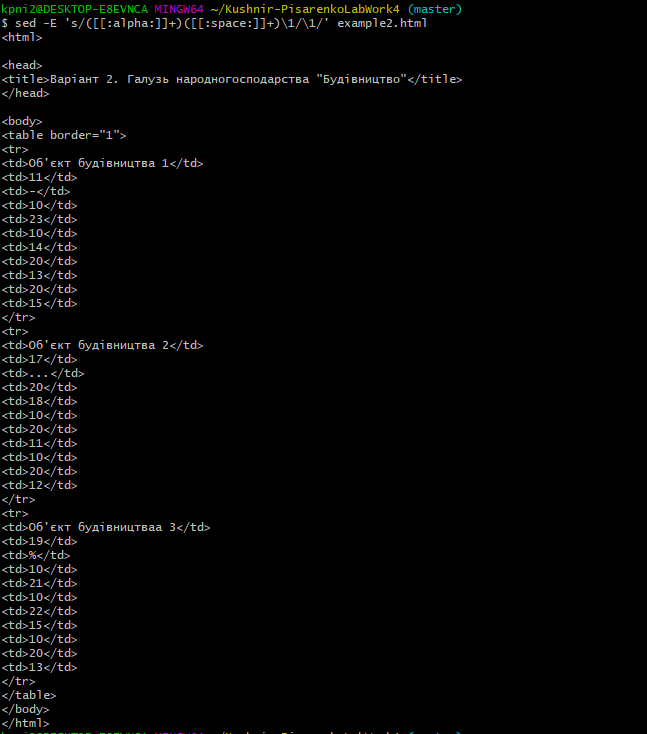 kpni2@DESKTOP-E8EVNCA MINGW64 ~/Kushnir-PisarenkoLabWork4 (master)
$ sed -E 's/([[:alpha:]]+)([[:space:]]+)\1/\1/' example2.html
<html>
<head>
<title>Варіант 2. Галузь народногосподарства "Будівництво"</title>
</head>
<body>
<table border="1">
<tr>
<td>Об'єкт будівництва 1</td>
<td>11</td>
<td>-</td>
<td>10</td>
<td>23</td>
<td>10</td>
<td>14</td>
<td>20</td>
<td>13</td>
<td>20</td>
<td>15</td>
</tr>
<tr>
<td>Об'єкт будівництва 2</td>
<td>17</td>
<td>...</td>
<td>20</td>
<td>18</td>
<td>10</td>
<td>20</td>
<td>11</td>
<td>10</td>
<td>20</td>
<td>12</td>
</tr>
<tr>
<td>Об'єкт будівництваа 3</td>
<td>19</td>
<td>%</td>
<td>10</td>
<td>21</td>
<td>10</td>
<td>22</td>
<td>15</td>
<td>10</td>
<td>20</td>
<td>13</td>
</tr>
</table>
</body>
</html>